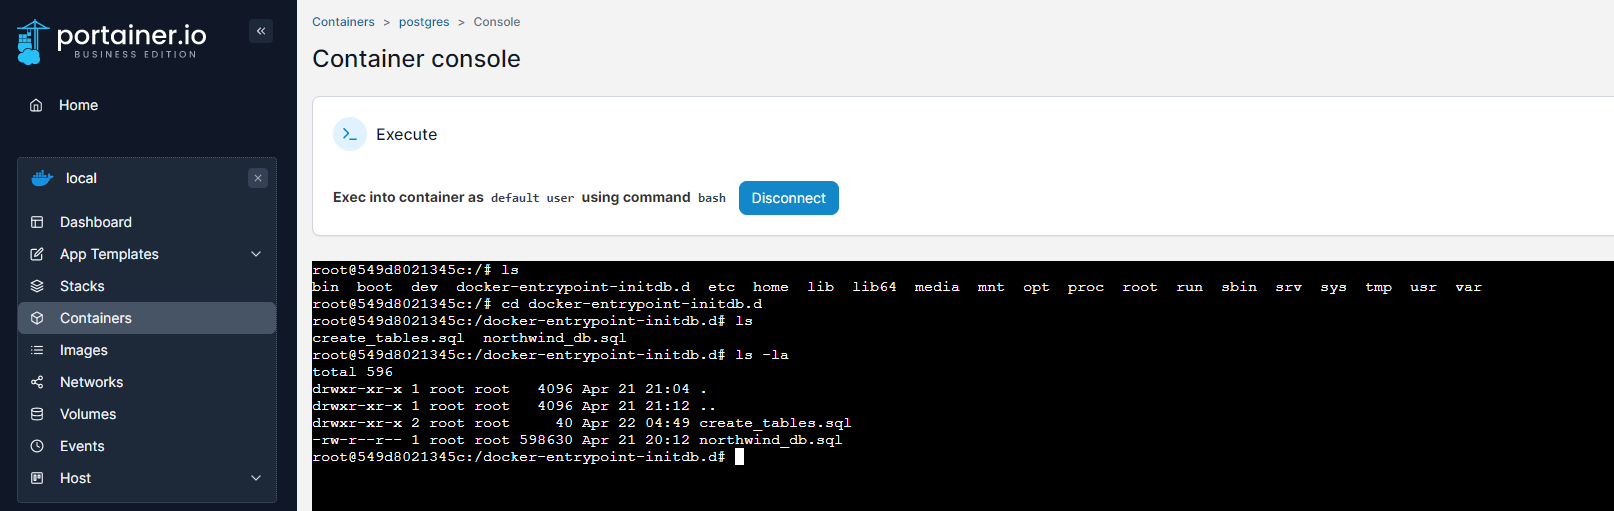 portainer.io
BUSINESS EDITION
Home
local
Dashboard
App Templates
Stacks
Containers
Images
Networks
Volumes
Events
Host
Containers > postgres > Console
Container console
Execute
Exec into container as default user using command bash Disconnect
root@549d8021345c:/# ls
bin boot dev docker-entrypoint-initdb.d etc home lib lib64 media mnt opt proc root run sbin srv sys tmp usr var
root@549d8021345c:/# cd docker-entrypoint-initdb.d
root@549d8021345c:/docker-entrypoint-initdb.d# ls
create_tables.sql northwind_db.sql
root@549d8021345c:/docker-entrypoint-initdb.d# ls -la
total 596
drwxr-xr-x 1 root root 4096 Apr 21 21:04 .
drwxr-xr-x 1 root root 4096 Apr 21 21:12 ..
drwxr-xr-x 2 root root 40 Apr 22 04:49 create_tables.sql
-rw-r--r-- 1 root root 598630 Apr 21 20:12 northwind_db.sql
root@549d8021345c:/docker-entrypoint-initdb.d#